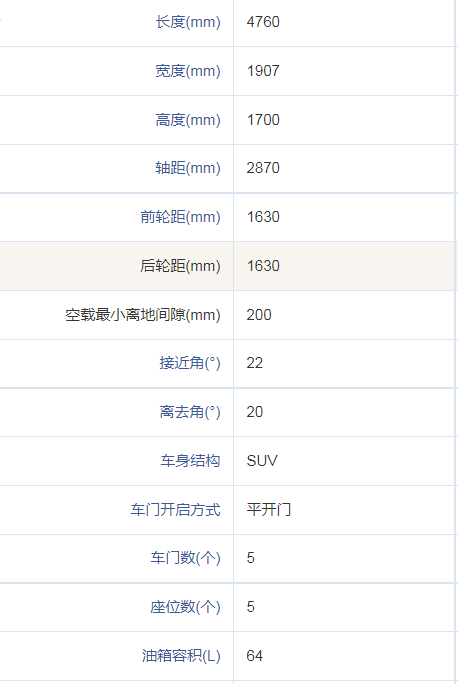 长度(mm) 4760
宽度(mm) 1907
高度(mm) 1700
轴距(mm) 2870
前轮距(mm) 1630
后轮距(mm) 1630
空载最小离地间隙(mm) 200
接近角(°) 22
离去角(°) 20
车身结构 SUV
车门开启方式 平开门
车门数(个) 5
座位数(个) 5
油箱容积(L) 64